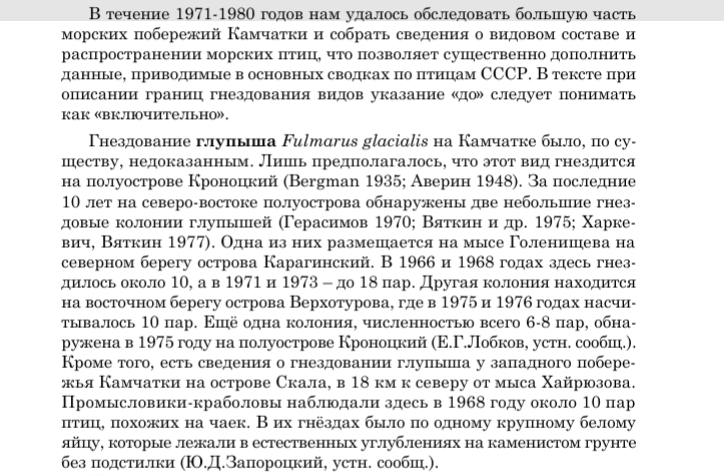 В течение 1971-1980 годов нам удалось обследовать большую часть
морских побережий Камчатки и собрать сведения о видовом составе и
распространении морских птиц, что позволяет существенно дополнить
данные, приводимые в основных сводках по птицам СССР. В тексте при
описании границ гнездования видов указание «до» следует понимать
как «включительно».
Гнездование глупыша Fulmarus glacialis на Камчатке было, по су-
ществу, недоказанным. Лишь предполагалось, что этот вид гнездится
на полуострове Кроноцкий (Bergman 1935; Аверин 1948). За последние
10 лет на северо-востоке полуострова обнаружены две небольшие гнез-
довые колонии глупышей (Герасимов 1970; Вяткин и др. 1975; Харке-
вич, Вяткин 1977). Одна из них размещается на мысе Голенищева на
северном берегу острова Карагинский. В 1966 и 1968 годах здесь гнез-
дилось около 10, а в 1971 и 1973 – до 18 пар. Другая колония находится
на восточном берегу острова Верхотурова, где в 1975 и 1976 годах насчи-
тывалось 10 пар. Ещё одна колония, численностью всего 6-8 пар, обна-
ружена в 1975 году на полуострове Кроноцкий (Е.Г.Лобков, устн. сообщ.).
Кроме того, есть сведения о гнездовании глупыша у западного побере-
жья Камчатки на острове Скала, в 18 км к северу от мыса Хайрюзова.
Промысловики-краболовы наблюдали здесь в 1968 году около 10 пар
птиц, похожих на чаек. В их гнёздах было по одному крупному белому
яйцу, которые лежали в естественных углублениях на каменистом грунте
без подстилки (Ю.Д.Запороцкий, устн. сообщ.).